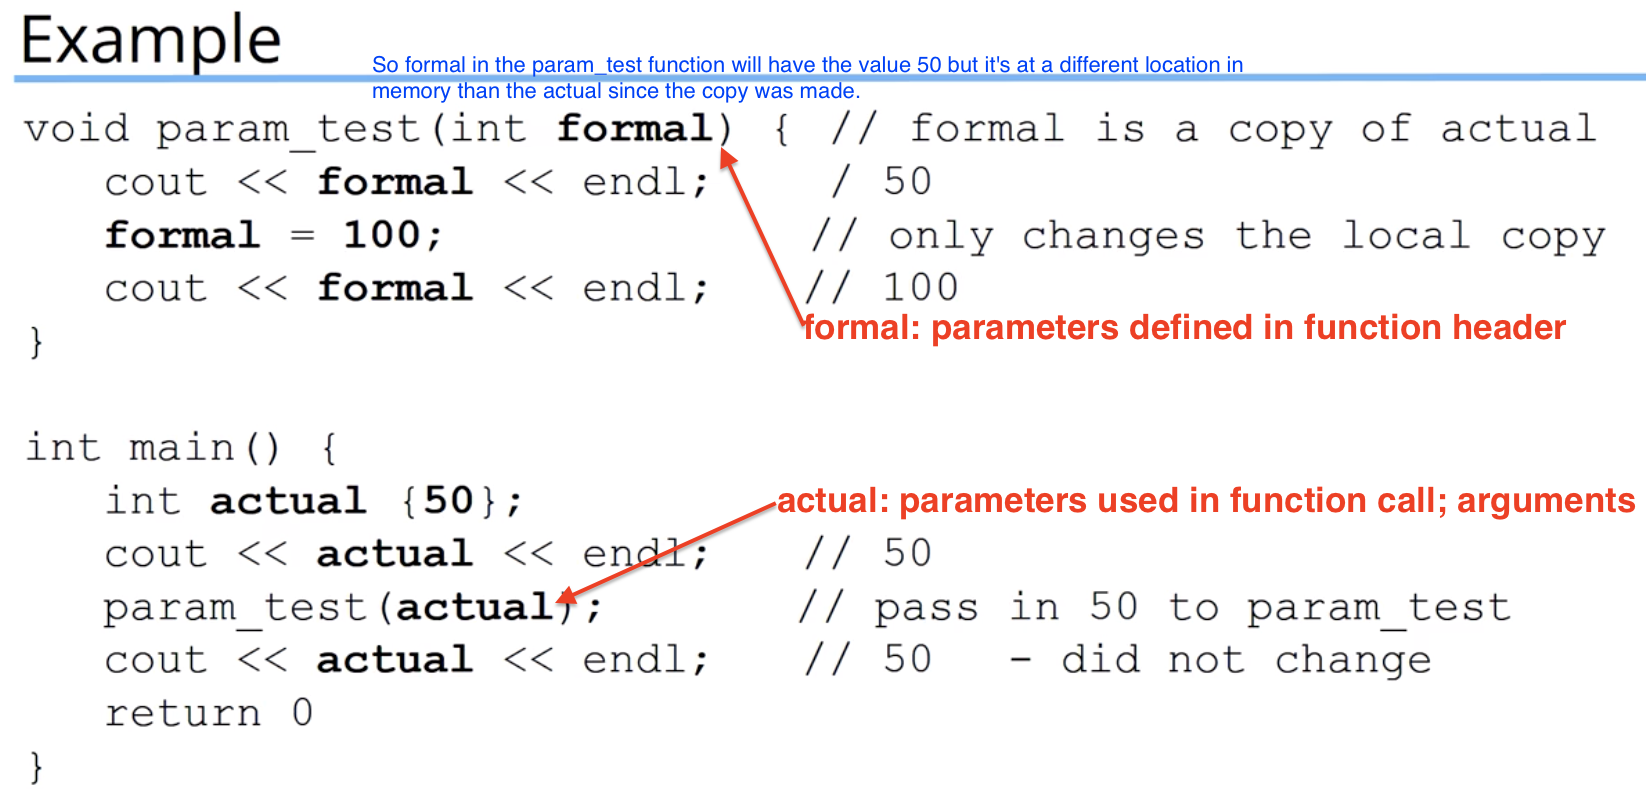 Example
So formal in the param_test function will have the value 50 but it's at a different location in
memory than the actual since the copy was made.
void param_test(int formal) { // formal is a copy of actual
cout << formal << endl; / 50
formal = 100; // only changes the local copy
cout << formal << endl; // 100
formal: parameters defined in function header
}
int main() {
int actual {50};
actual: parameters used in function call; arguments
cout << actual << endl; // 50
param_test(actual); // pass in 50 to param_test
cout << actual << endl; // 50 - did not change
return 0
}